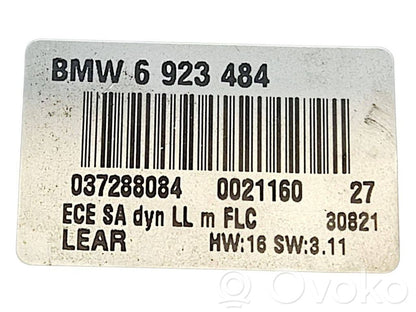 BMW 6 923 484
037288084 0021160 27
ECE SA dyn LL m FLC 30821
LEAR HW:16 SW:3.11
Ovoko